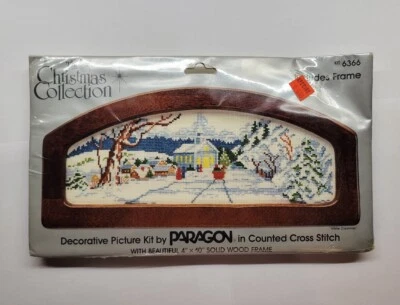 Christmas
Collection
6366
Frame
Decorative Picture Kit by PARAGON in Counted Cross Stitch
WITH BEAUTIFUL 4" × 10" SOLID WOOD FRAME